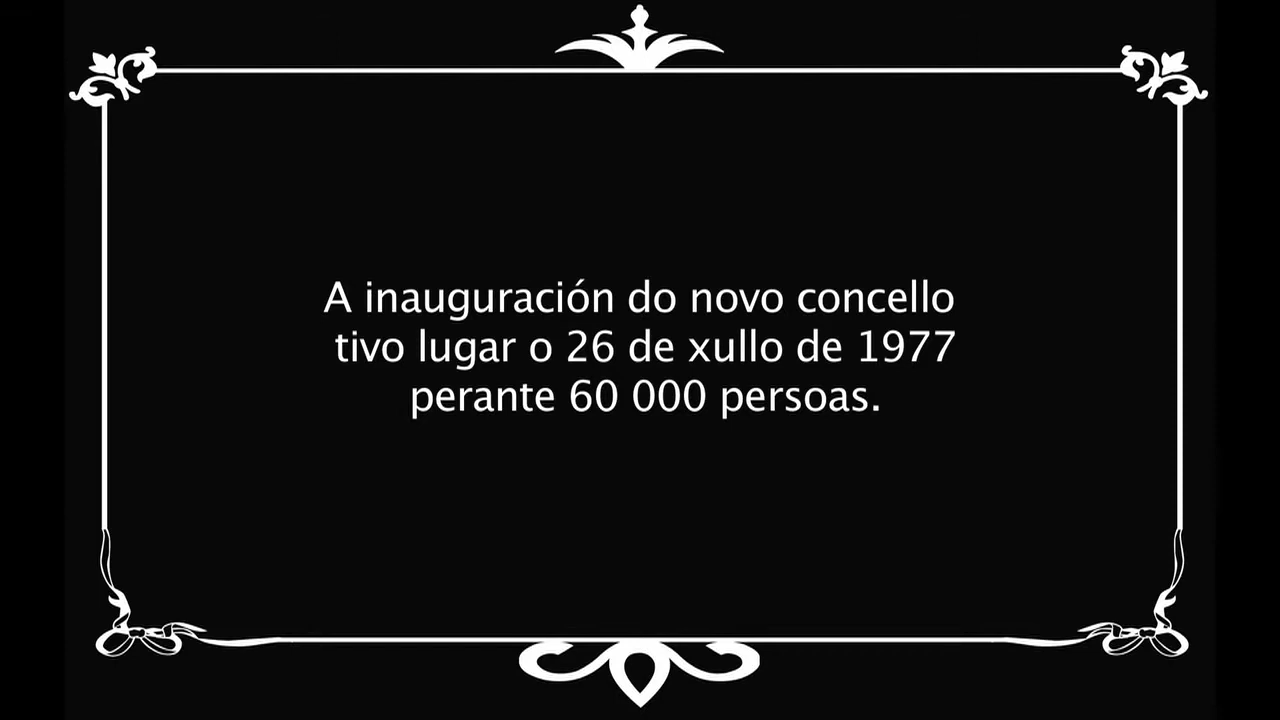 A inauguración do novo concello
tivo lugar o 26 de xullo de 1977
perante 60 000 persoas.